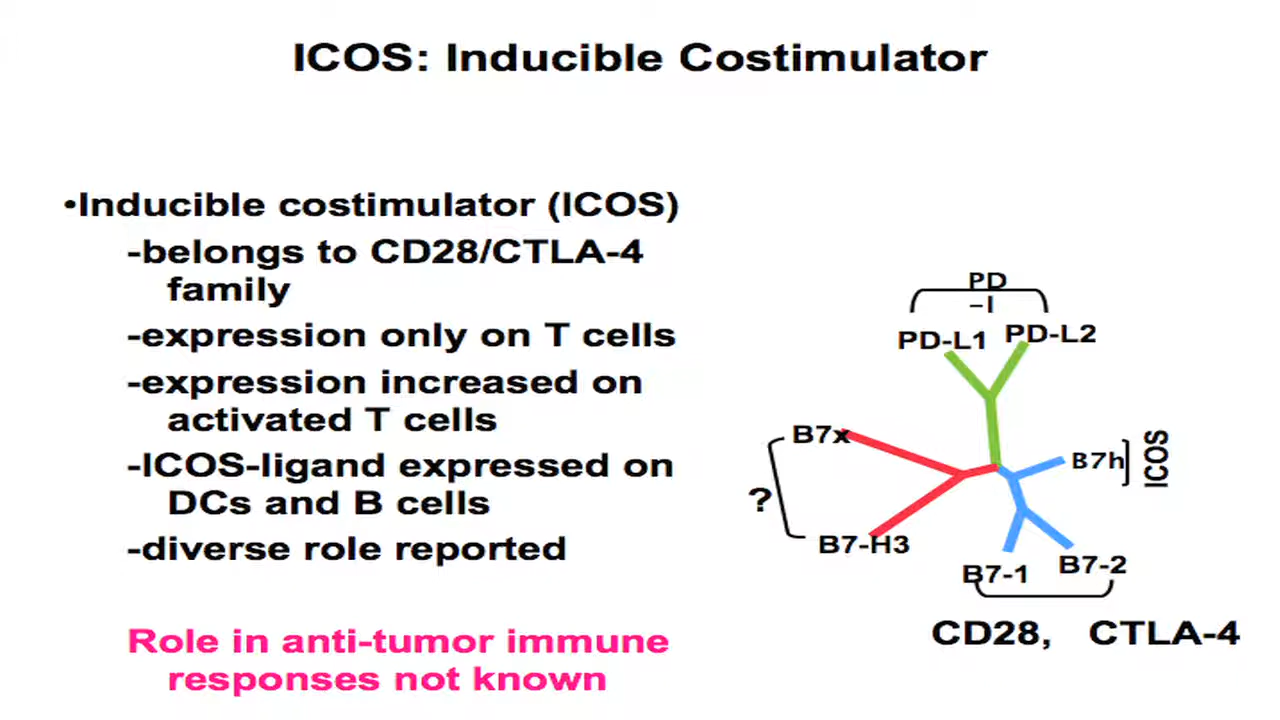 ICOS: Inducible Costimulator
•Inducible costimulator (ICOS)
-belongs to CD28/CTLA-4
family
-expression only on T cells
-expression increased on
activated T cells
-ICOS-ligand expressed on
DCs and B cells
-diverse role reported
Role in anti-tumor immune
responses not known
PD
–I
PD-L1
PD-L2
B7x
B7h
ICOS
?
B7-H3
B7-1
B7-2
CD28, CTLA-4